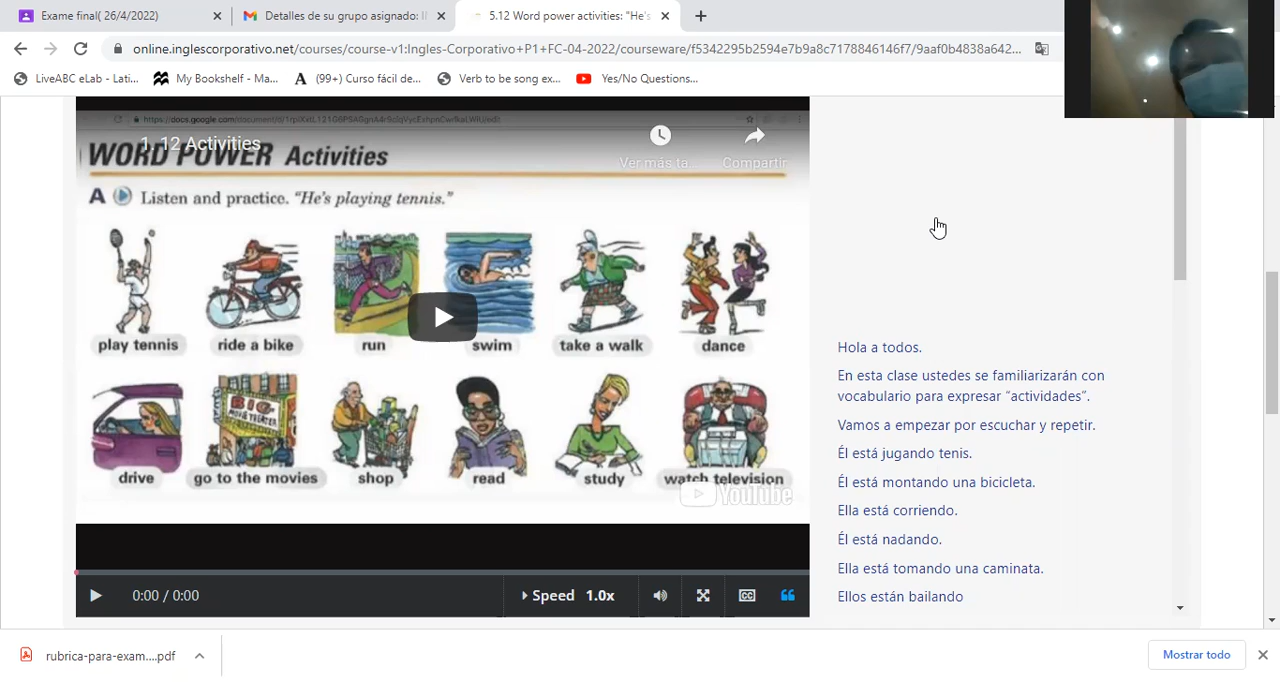 Exame final( 26/4/2022)
Detalles de su grupo asignado: I
5.12 Word power activities: "He's
online.inglescorporativo.net/courses/course-v1:Ingles-Corporativo+P1+FC-04-2022/courseware/f5342295b2594e7b9a8c7178846146f7/9aaf0b4838a642...
LiveABC eLab - Lati...
My Bookshelf - Ma...
(99+) Curso fácil de...
Verb to be song ex...
Yes/No Questions...
1. 12 Activities
Ver más ta
Compartir
WORD POWER Activities
A Listen and practice. "He's playing tennis."
play tennis
ride a bike
run
swim
take a walk
dance
BIG
drive
go to the movies
shop
read
study
watch television
YouTube
0:00 / 0:00
Speed 1.0x
CC
Hola a todos.
En esta clase ustedes se familiarizarán con
vocabulario para expresar “actividades”.
Vamos a empezar por escuchar y repetir.
Él está jugando tenis.
Él está montando una bicicleta.
Ella está corriendo.
Él está nadando.
Ella está tomando una caminata.
Ellos están bailando
rubrica-para-exam....pdf
Mostrar todo